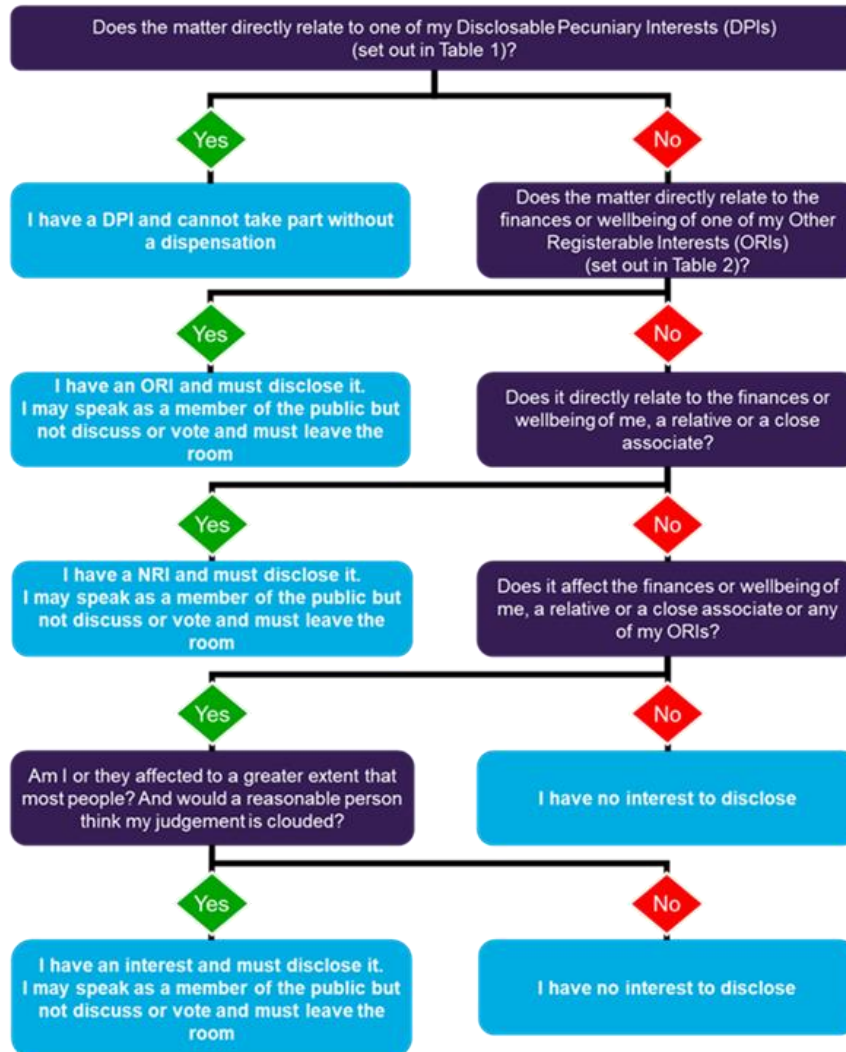 Does the matter directly relate to one of my Disclosable Pecuniary Interests (DPIs)
(set out in Table 1)?
Yes
No
I have a DPI and cannot take part without
a dispensation
Does the matter directly relate to the
finances or wellbeing of one of my Other
Registerable Interests (ORIs)
(set out in Table 2)?
Yes
No
I have an ORI and must disclose it.
I may speak as a member of the public but
not discuss or vote and must leave the
room
Does it directly relate to the finances or
wellbeing of me, a relative or a close
associate?
Yes
No
I have a NRI and must disclose it.
I may speak as a member of the public but
not discuss or vote and must leave the
room
Does it affect the finances or wellbeing of
me, a relative or a close associate or any
of my ORIs?
Yes
No
Am I or they affected to a greater extent that
most people? And would a reasonable person
think my judgement is clouded?
I have no interest to disclose
Yes
No
I have an interest and must disclose it.
I may speak as a member of the public but
not discuss or vote and must leave the
room
I have no interest to disclose